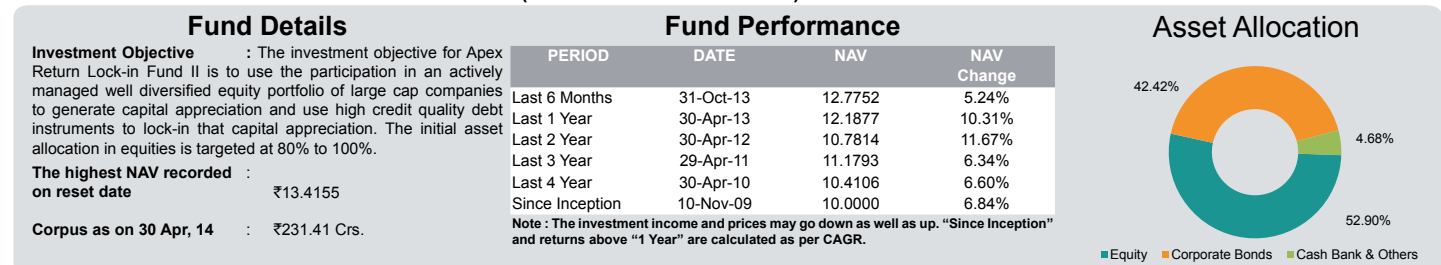 Fund Details
Investment Objective : The investment objective for Apex
Return Lock-in Fund II is to use the participation in an actively
managed well diversified equity portfolio of large cap companies
to generate capital appreciation and use high credit quality debt
instruments to lock-in that capital appreciation. The initial asset
allocation in equities is targeted at 80% to 100%.
The highest NAV recorded :
on reset date ₹13.4155
Corpus as on 30 Apr, 14 : ₹231.41 Crs.
Fund Performance
PERIOD DATE NAV NAV
Change
Last 6 Months 31-Oct-13 12.7752 5.24%
Last 1 Year 30-Apr-13 12.1877 10.31%
Last 2 Year 30-Apr-12 10.7814 11.67%
Last 3 Year 29-Apr-11 11.1793 6.34%
Last 4 Year 30-Apr-10 10.4106 6.60%
Since Inception 10-Nov-09 10.0000 6.84%
Note : The investment income and prices may go down as well as up. “Since Inception”
and returns above “1 Year” are calculated as per CAGR.
Asset Allocation
42.42%
4.68%
52.90%
Equity Corporate Bonds Cash Bank & Others